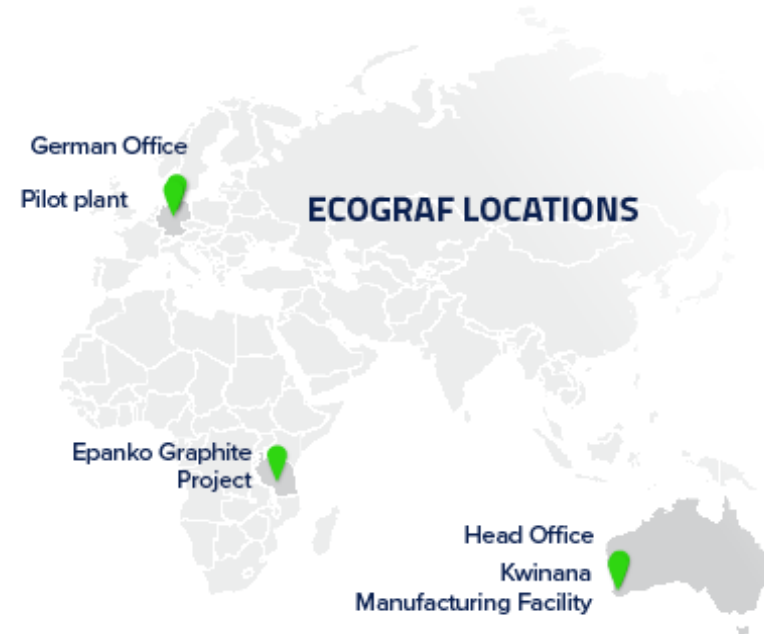 German Office
Pilot plant
ECOGRAF LOCATIONS
Epanko Graphite
Project
Head Office
Kwinana
Manufacturing Facility